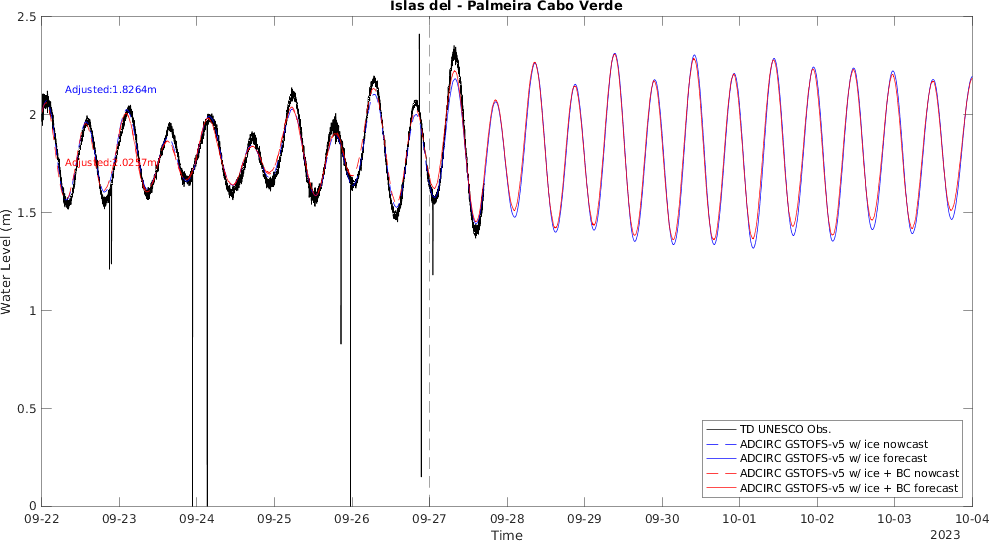 Islas del - Palmeira Cabo Verde
2.5
Adjusted:1.8264m
2
Adjusted:1.0257m
1.5
Water Level (m)
1
0.5
TD UNESCO Obs.
ADCIRC GSTOFS-v5 w/ ice nowcast
ADCIRC GSTOFS-v5 w/ ice forecast
ADCIRC GSTOFS-v5 w/ ice + BC nowcast
ADCIRC GSTOFS-v5 w/ ice + BC forecast
0
09-22 09-23 09-24 09-25 09-26 09-27 09-28 09-29 09-30 10-01 10-02 10-03 10-04
Time
2023